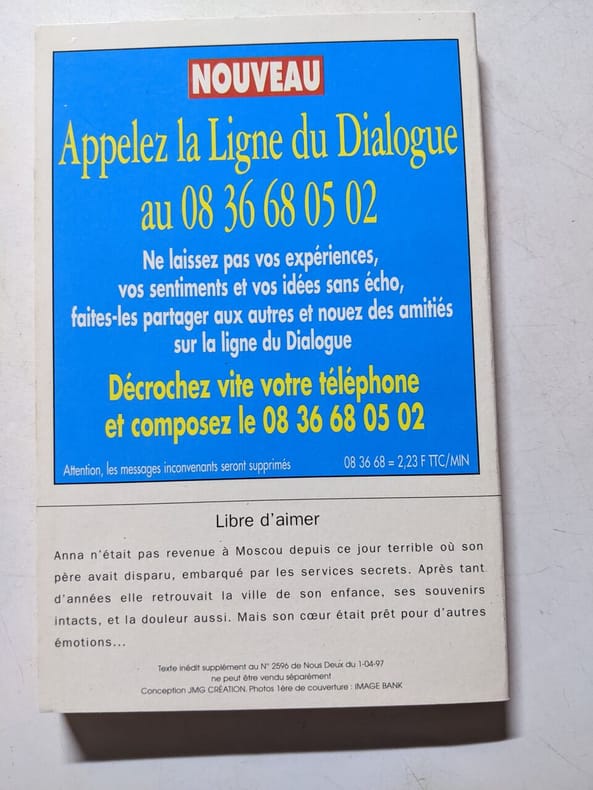 NOUVEAU
Appelez la Ligne du Dialogue
au 08 36 68 05 02
Ne laissez pas vos expériences,
vos sentiments et vos idées sans écho,
faites-les partager aux autres et nouez des amitiés
sur la ligne du Dialogue
Décrochez vite votre téléphone
et composez le 08 36 68 05 02
Attention, les messages inconvenants seront supprimés 08 36 68 = 2,23 F TTC/MIN
Libre d'aimer
Anna n'était pas revenue à Moscou depuis ce jour terrible où son
père avait disparu, embarqué par les services secrets. Après tant
d'années elle retrouvait la ville de son enfance, ses souvenirs
intacts, et la douleur aussi. Mais son cœur était prêt pour d'autres
émotions...
Texte inédit supplément au N° 2596 de Nous Deux du 1-04-97
ne peut être vendu séparément
Conception JMG CRÉATION. Photos 1ère de couverture : IMAGE BANK